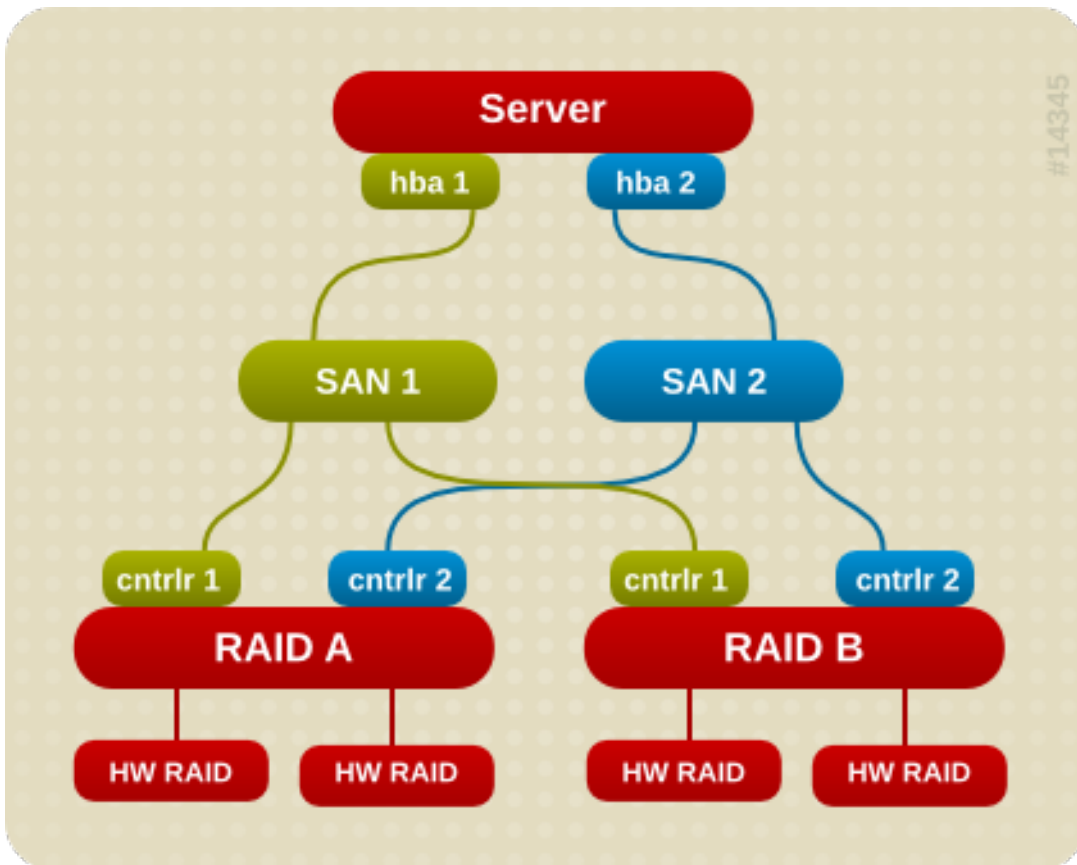 Server
#14345
hba 1
hba 2
SAN 1
SAN 2
cntrlr 1
cntrlr 2
cntrlr 1
cntrlr 2
RAID A
RAID B
HW RAID
HW RAID
HW RAID
HW RAID